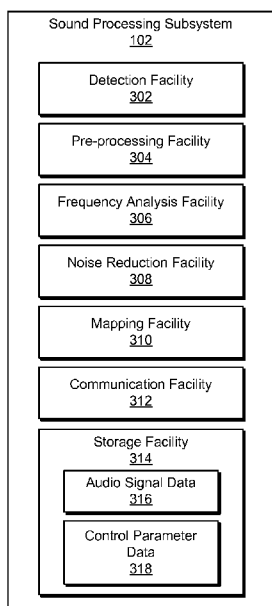 Sound Processing Subsystem
102
Detection Facility
302
Pre-processing Facility
304
Frequency Analysis Facility
306
Noise Reduction Facility
308
Mapping Facility
310
Communication Facility
312
Storage Facility
314
Audio Signal Data
316
Control Parameter
Data
318